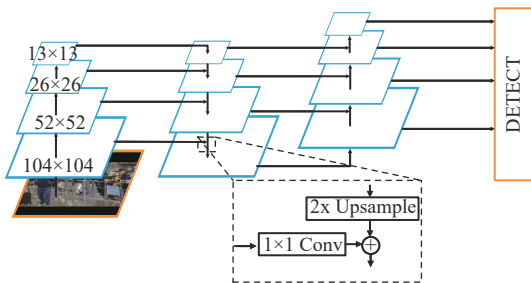 13×13
26×26
52×52
104×104
2x Upsample
1×1 Conv
+
DETECT